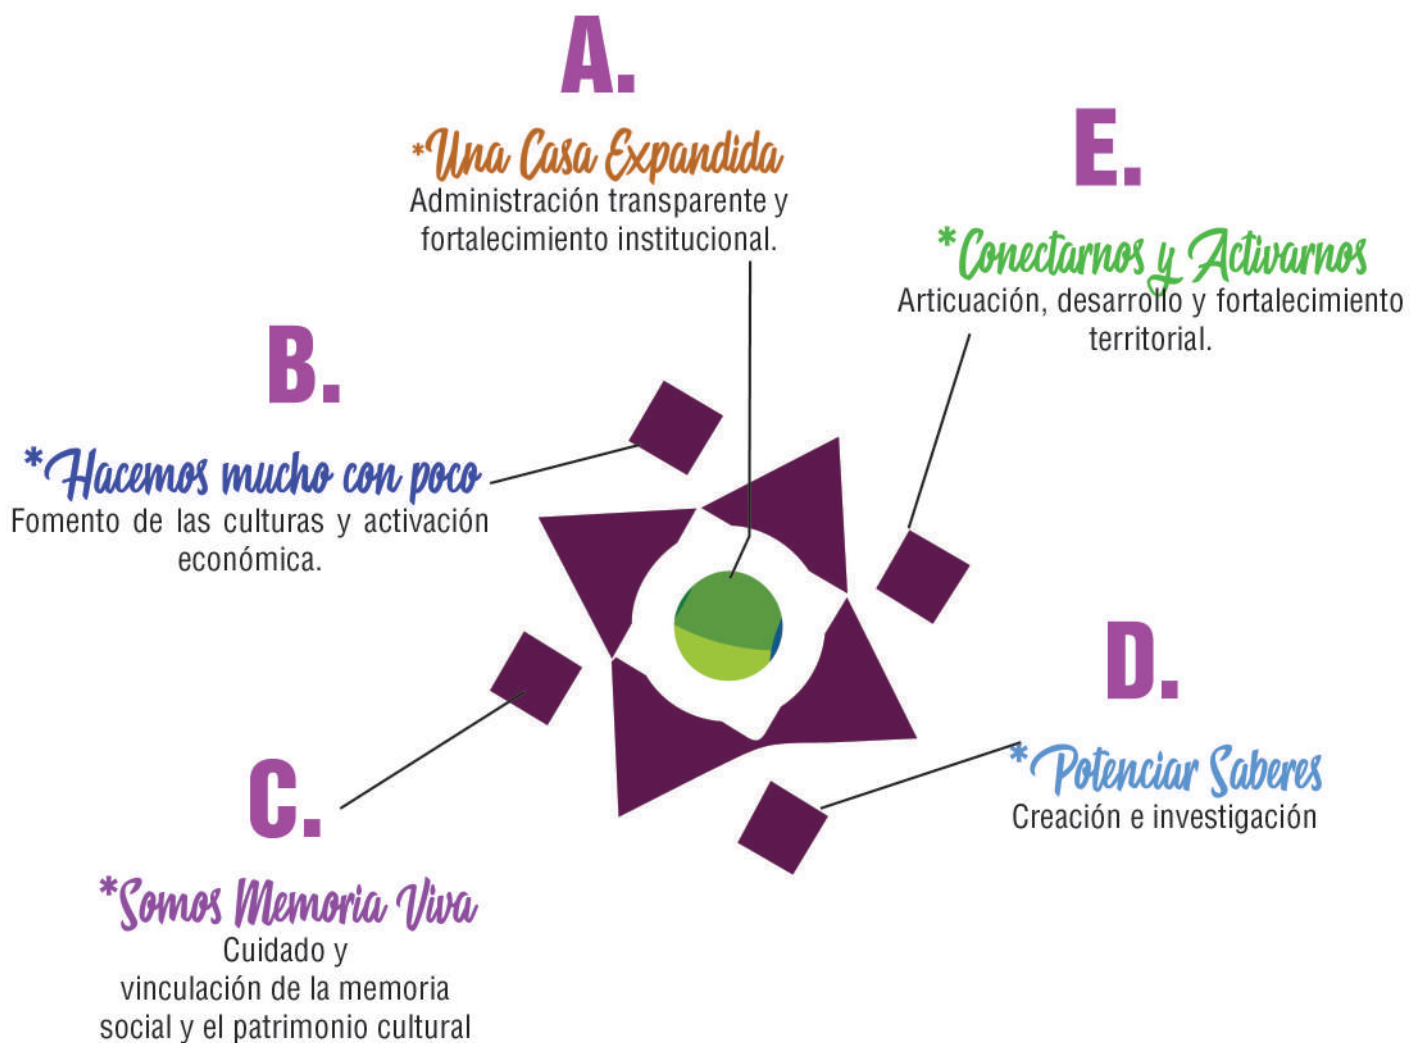 A.
*Una Casa Expandida
Administración transparente y
fortalecimiento institucional.
B.
*Hacemos mucho con poco
Fomento de las culturas y activación
económica.
C.
*Somos Memoria Viva
Cuidado y
vinculación de la memoria
social y el patrimonio cultural
D.
*Potenciar Saberes
Creación e investigación
E.
*Conectarnos y Activarnos
Articuación, desarrollo y fortalecimiento
territorial.